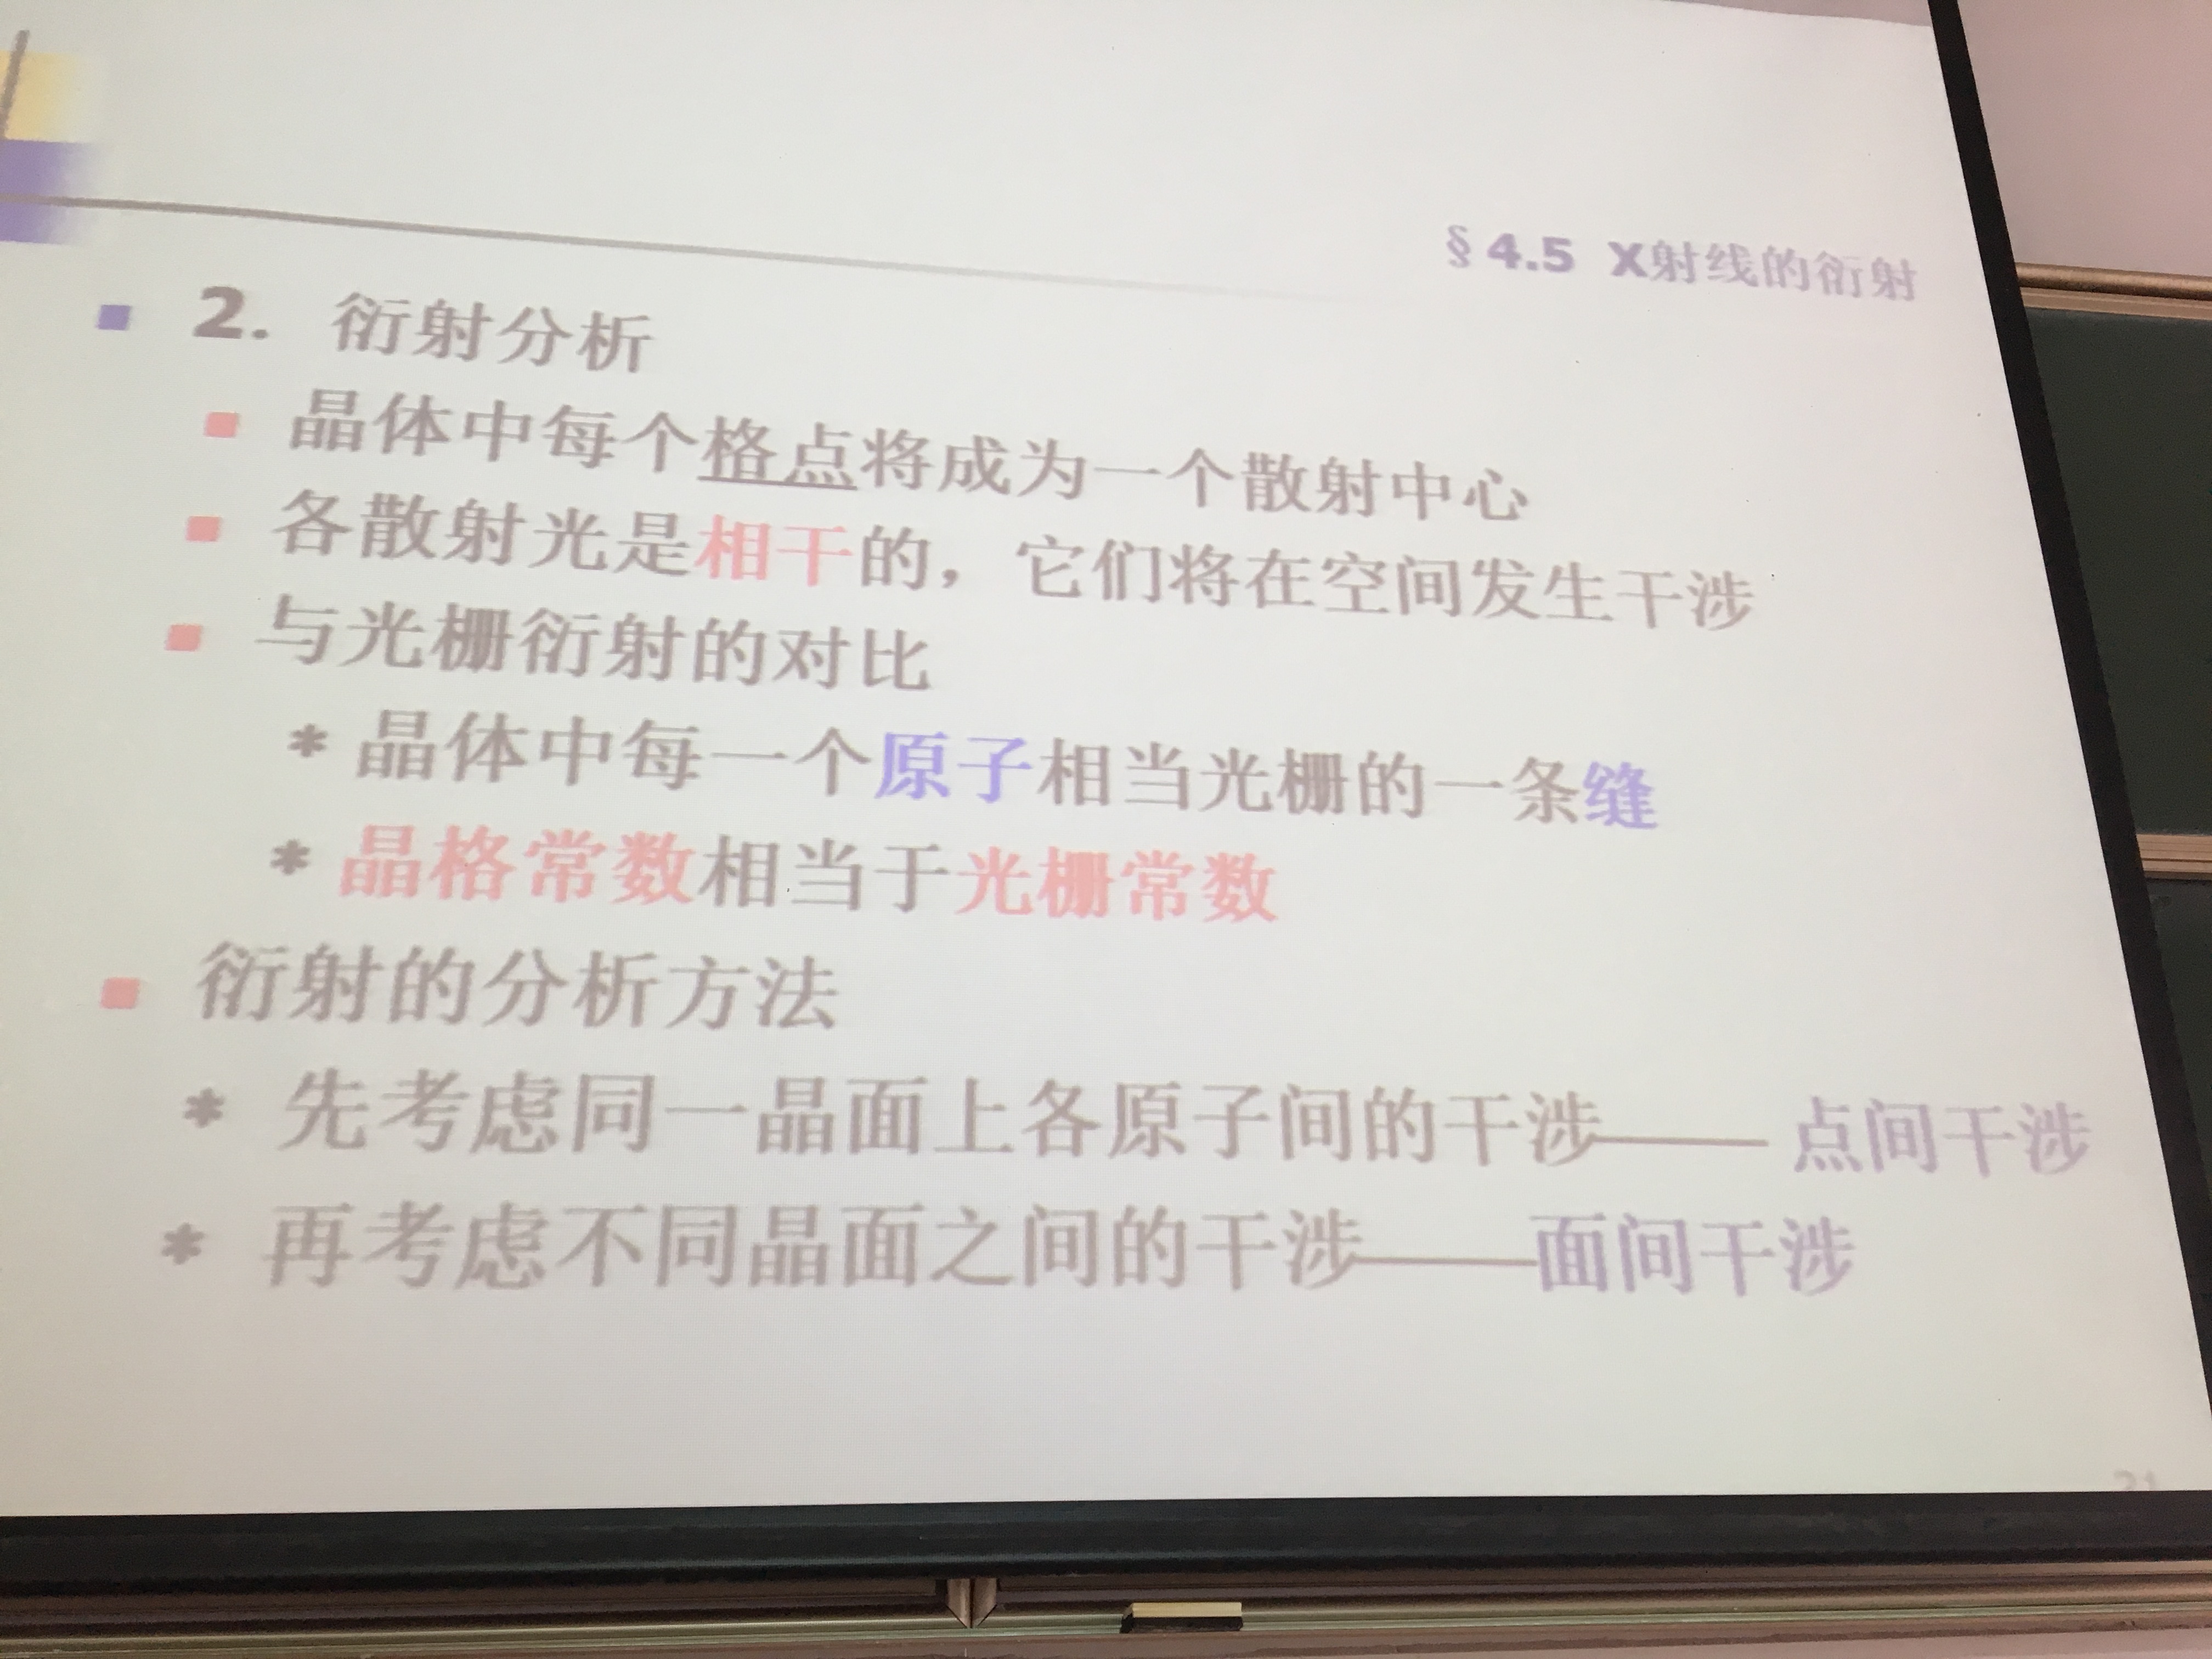 § 4.5 X射线的衍射
2. 衍射分析
晶体中每个格点将成为一个散射中心
各散射光是相干的，它们将在空间发生干涉
与光栅衍射的对比
* 晶体中每一个原子相当光栅的一条缝
* 晶格常数相当于光栅常数
衍射的分析方法
* 先考虑同一晶面上各原子间的干涉—— 点间干涉
* 再考虑不同晶面之间的干涉——面间干涉